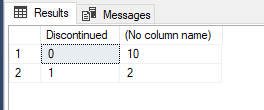 Results Messages
Discontinued (No column name)
1 0 10
2 1 2